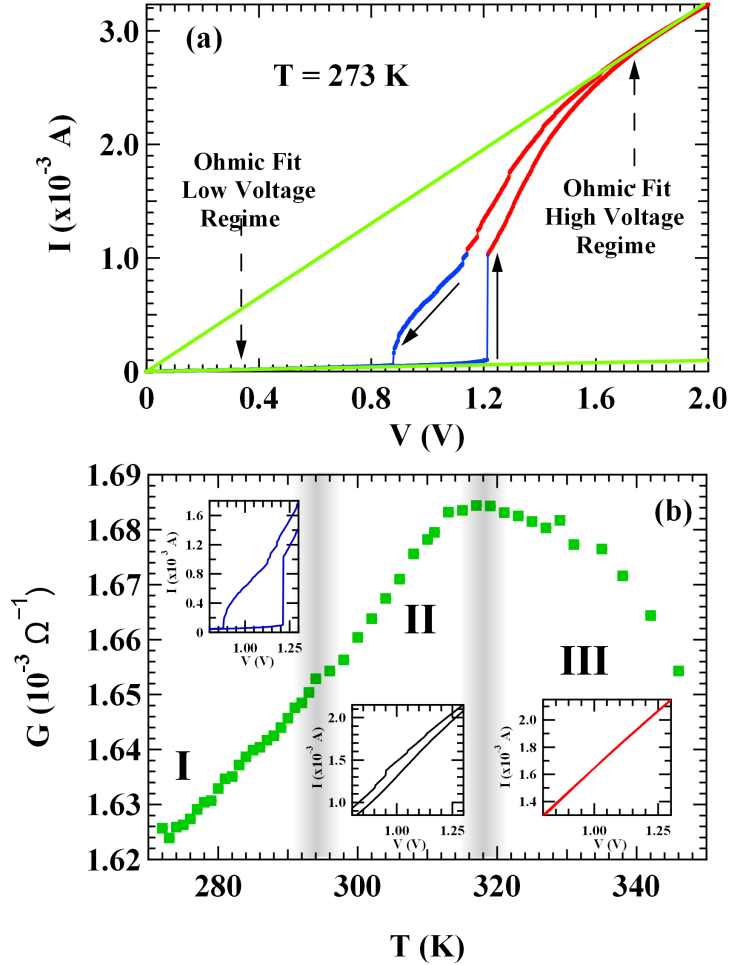 (a)
T = 273 K
Ohmic Fit
Low Voltage
Regime
Ohmic Fit
High Voltage
Regime
I (x10⁻³ A)
3.0
2.0
1.0
0
0 0.4 0.8 1.2 1.6 2.0
V (V)
(b)
G (10⁻³ Ω⁻¹)
1.69
1.68
1.67
1.66
1.65
1.64
1.63
1.62
I (x10⁻³ A)
1.6
1.2
0.8
0.4
0
1.00 1.25
V (V)
I
II
III
I (x10⁻³ A)
2.0
1.5
1.0
1.00 1.25
V (V)
I (x10⁻³ A)
2.0
1.8
1.6
1.4
1.00 1.25
V (V)
280 300 320 340
T (K)